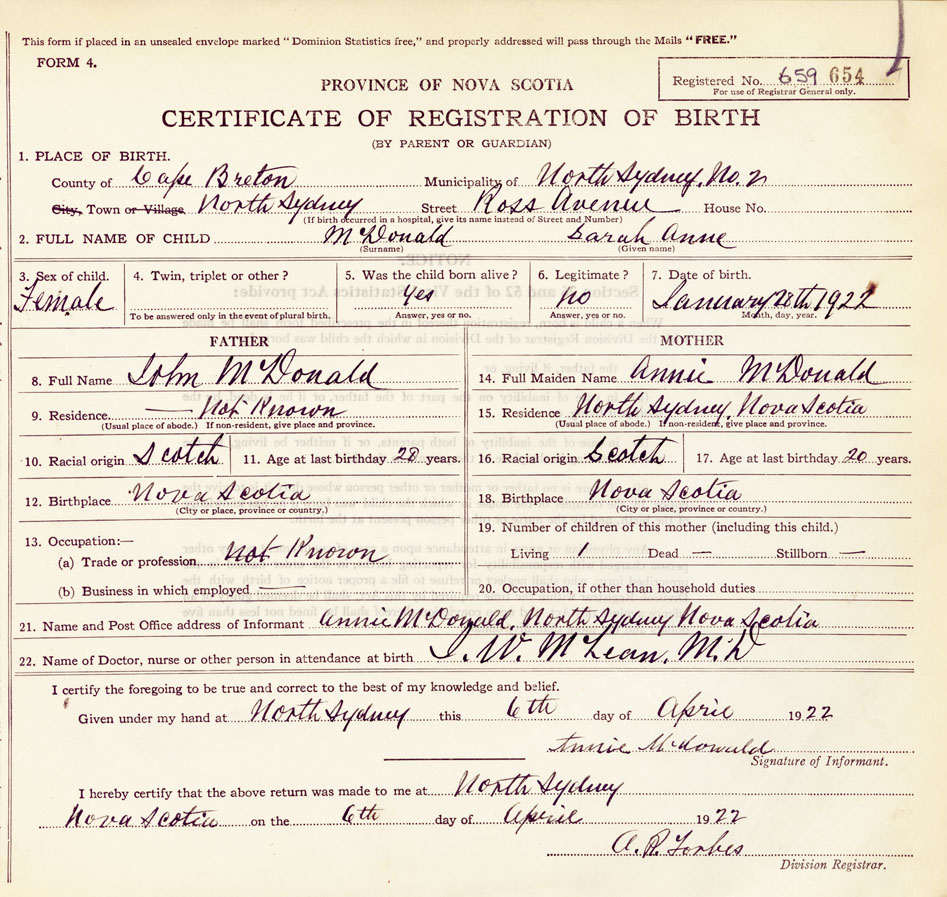 This form if placed in an unsealed envelope marked "Dominion Statistics free," and properly addressed will pass through the Mails "FREE."
FORM 4.
Registered No. 659 654
For use of Registrar General only.
PROVINCE OF NOVA SCOTIA
CERTIFICATE OF REGISTRATION OF BIRTH
(BY PARENT OR GUARDIAN)
1. PLACE OF BIRTH.
County of Cape Breton Municipality of North Sydney, No. 2
City, Town or Village North Sydney Street Ross Avenue House No.
(If birth occurred in a hospital, give its name instead of Street and Number)
2. FULL NAME OF CHILD McDonald Sarah Anne
(Surname) (Given name)
3. Sex of child. 4. Twin, triplet or other? 5. Was the child born alive? 6. Legitimate? 7. Date of birth.
Female Yes No January 28th 1922
To be answered only in the event of plural birth. Answer, yes or no. Answer, yes or no. Month, day, year.
FATHER MOTHER
8. Full Name John McDonald 14. Full Maiden Name Annie McDonald
9. Residence. — Not Known 15. Residence North Sydney, Nova Scotia
(Usual place of abode.) If non-resident, give place and province. (Usual place of abode.) If non-resident, give place and province.
10. Racial origin Scotch 11. Age at last birthday 28 years. 16. Racial origin Scotch 17. Age at last birthday 20 years.
12. Birthplace Nova Scotia 18. Birthplace Nova Scotia
(City or place, province or country.) (City or place, province or country.)
13. Occupation:— 19. Number of children of this mother (including this child.)
(a) Trade or profession Not Known Living 1 Dead — Stillborn —
(b) Business in which employed — 20. Occupation, if other than household duties
21. Name and Post Office address of Informant Annie McDonald, North Sydney Nova Scotia
22. Name of Doctor, nurse or other person in attendance at birth W. McLean, M.D
I certify the foregoing to be true and correct to the best of my knowledge and belief.
Given under my hand at North Sydney this 6th day of April 1922
Annie McDonald
Signature of Informant.
I hereby certify that the above return was made to me at North Sydney
Nova Scotia on the 6th day of April 1922
A. R. Forbes
Division Registrar.